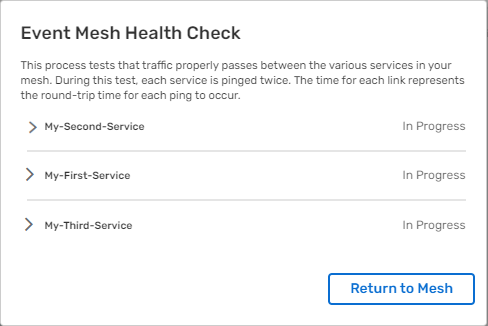 Event Mesh Health Check
This process tests that traffic properly passes between the various services in your
mesh. During this test, each service is pinged twice. The time for each link represents
the round-trip time for each ping to occur.
My-Second-Service In Progress
My-First-Service In Progress
My-Third-Service In Progress
Return to Mesh